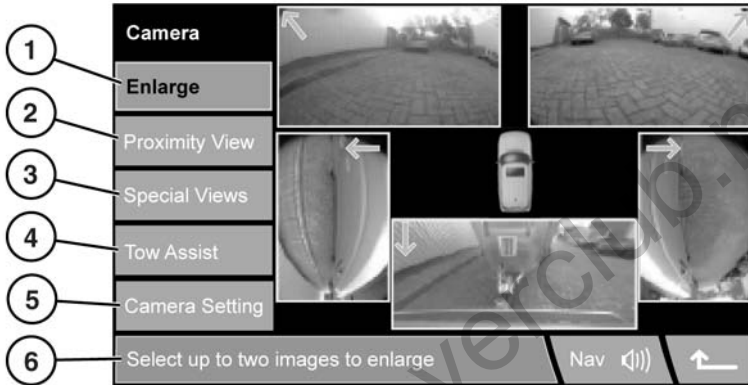 Camera
1
Enlarge
2
Proximity View
3
Special Views
4
Tow Assist
5
Camera Setting
6
Select up to two images to enlarge
Nav
verclub.n